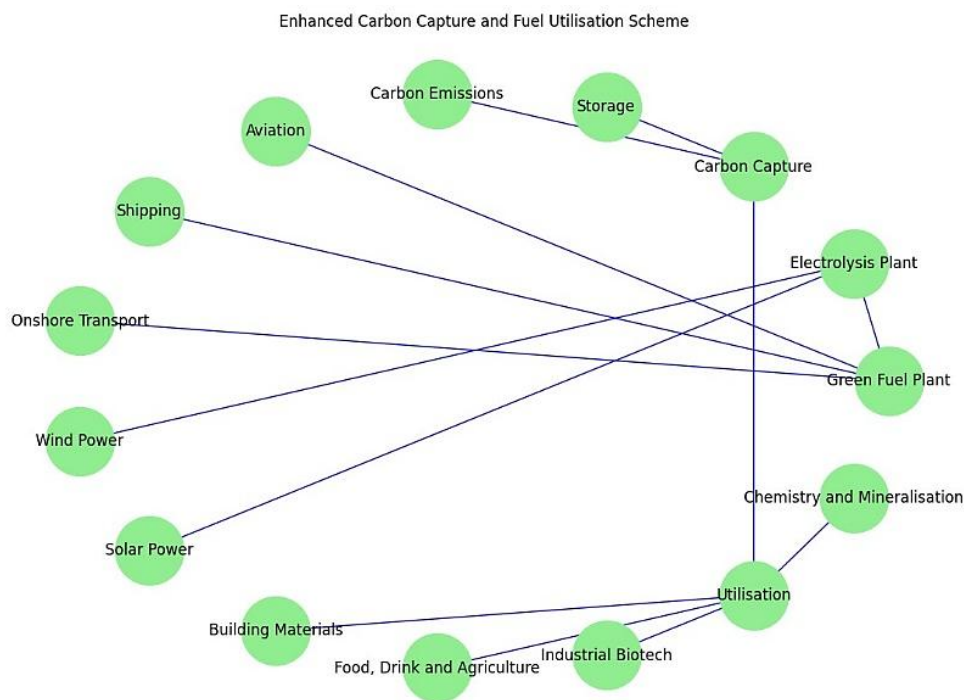 Enhanced Carbon Capture and Fuel Utilisation Scheme
Carbon Emissions
Storage
Aviation
Carbon Capture
Shipping
Electrolysis Plant
Onshore Transport
Green Fuel Plant
Wind Power
Chemistry and Mineralisation
Solar Power
Utilisation
Building Materials
Industrial Biotech
Food, Drink and Agriculture